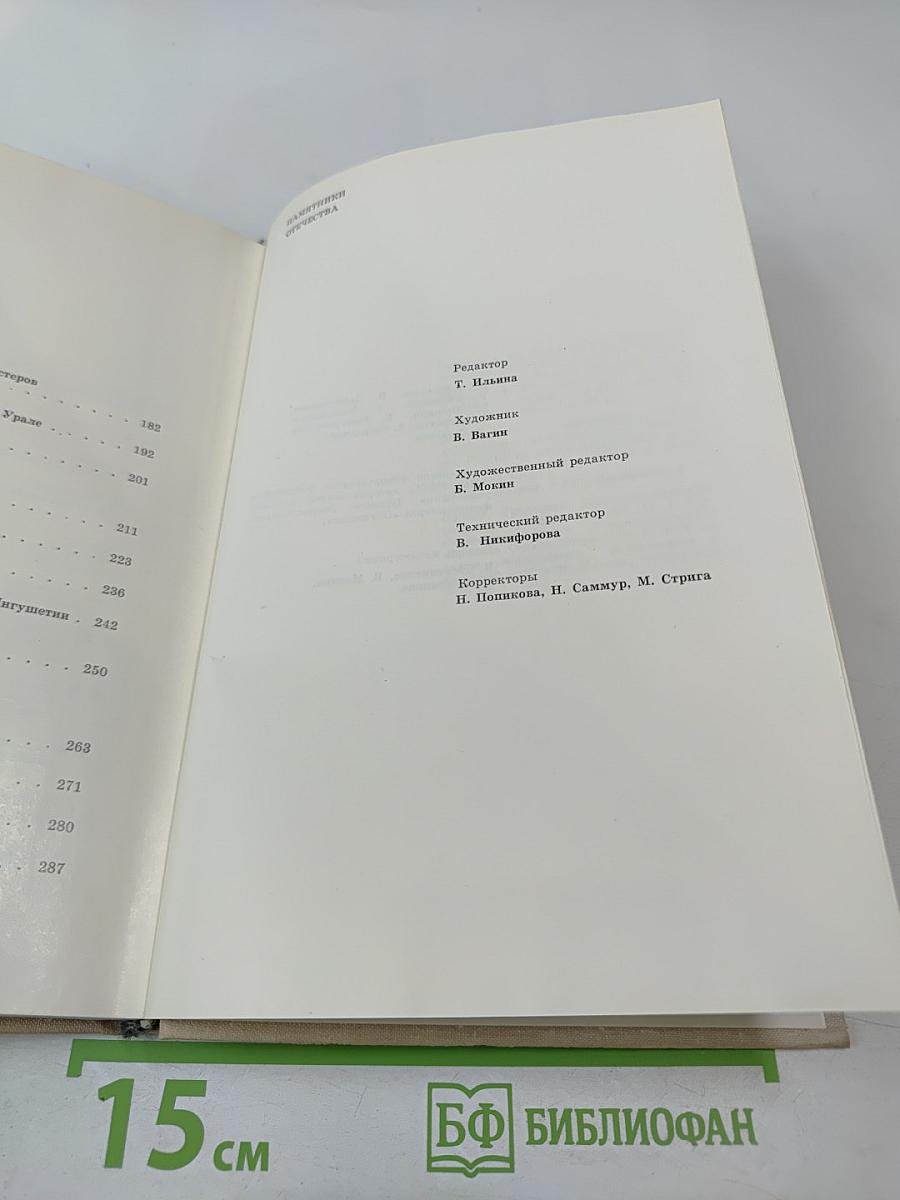 стеров
182
Урале 192
201
211
223
236
Ингушетии 242
250
263
271
280
287
ПАМЯТНИКИ
ОТЕЧЕСТВА
Редактор
Т. Ильина
Художник
В. Вагин
Художественный редактор
Б. Мокин
Технический редактор
В. Никифорова
Корректоры
Н. Попикова, Н. Саммур, М. Стрига
15 см
БФ БИБЛИОФАН